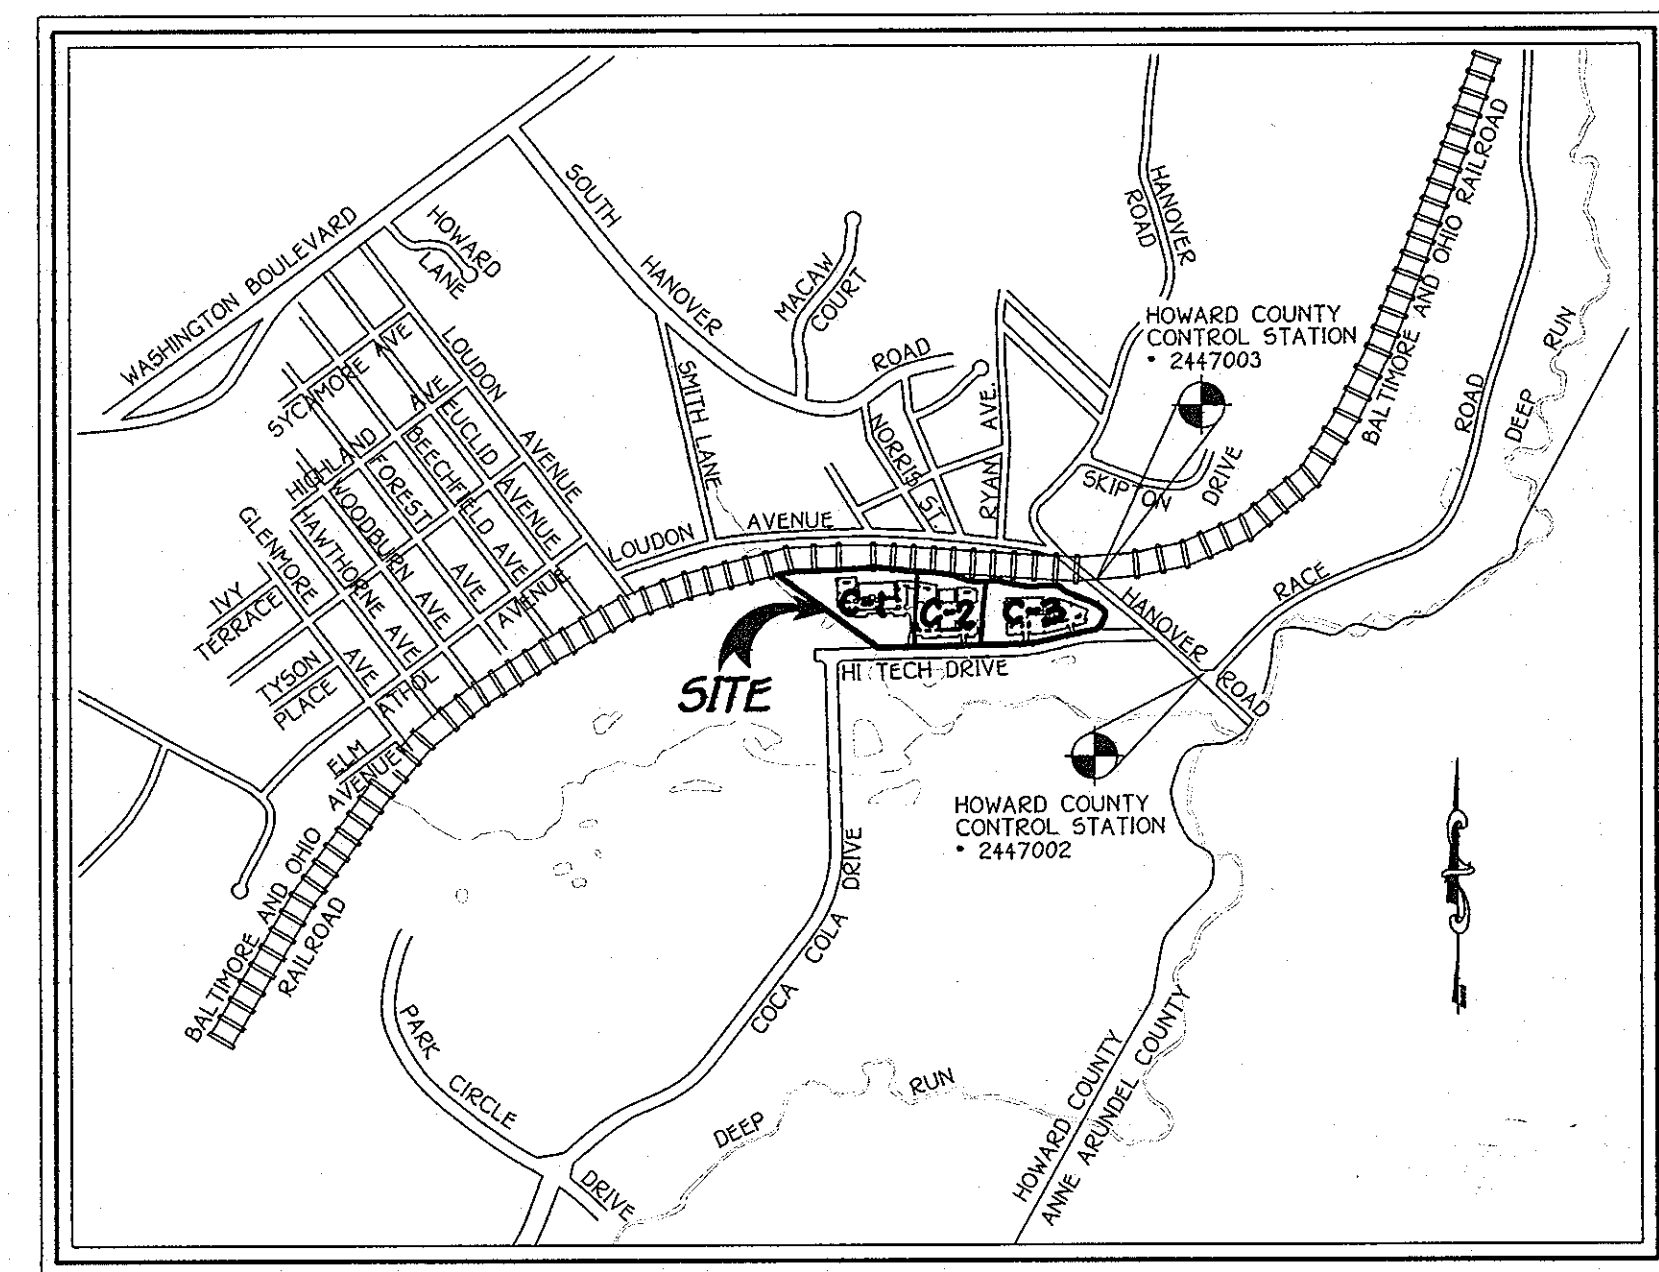 WASHINGTON BOULEVARD
HOWARD
LANE
SOUTH
HANOVER
ROAD
MACAW
COURT
HANOVER
ROAD
BALTIMORE AND OHIO RAILROAD
HOWARD COUNTY
CONTROL STATION
• 2447003
SYCAMORE AVE
LOUDON
AVENUE
HIGHLAND AVE
EUCLID
AVENUE
BEECHFIELD AVE
FOREST
AVE
WOODBURN
AVE
HAWTHORNE AVE
GLENMORE
AVE
IVY
TERRACE
TYSON
PLACE
ATPOL
AVENUE
ELM
AVENUE
SMITH LANE
NORRIS
ST.
RYAN AVE.
SKIPTON
DRIVE
ROAD
DEEP
RUN
LOUDON
AVENUE
RACE
C-1
C-2
C-3
HANOVER
ROAD
SITE
HI TECH DRIVE
HOWARD COUNTY
CONTROL STATION
• 2447002
BALTIMORE AND OHIO
RAILROAD
COCA COLA DRIVE
PARK
CIRCLE
DRIVE
DEEP
RUN
HOWARD COUNTY
ANNE ARUNDEL COUNTY